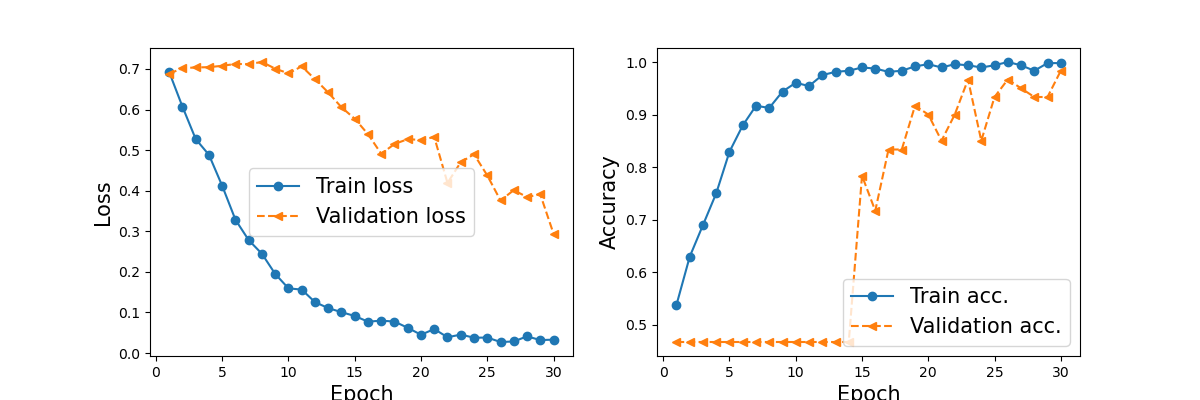 0.7
0.6
0.5
0.4
0.3
0.2
0.1
0.0
Loss
Train loss
Validation loss
0 5 10 15 20 25 30
Epoch
1.0
0.9
0.8
0.7
0.6
0.5
Accuracy
Train acc.
Validation acc.
0 5 10 15 20 25 30
Epoch